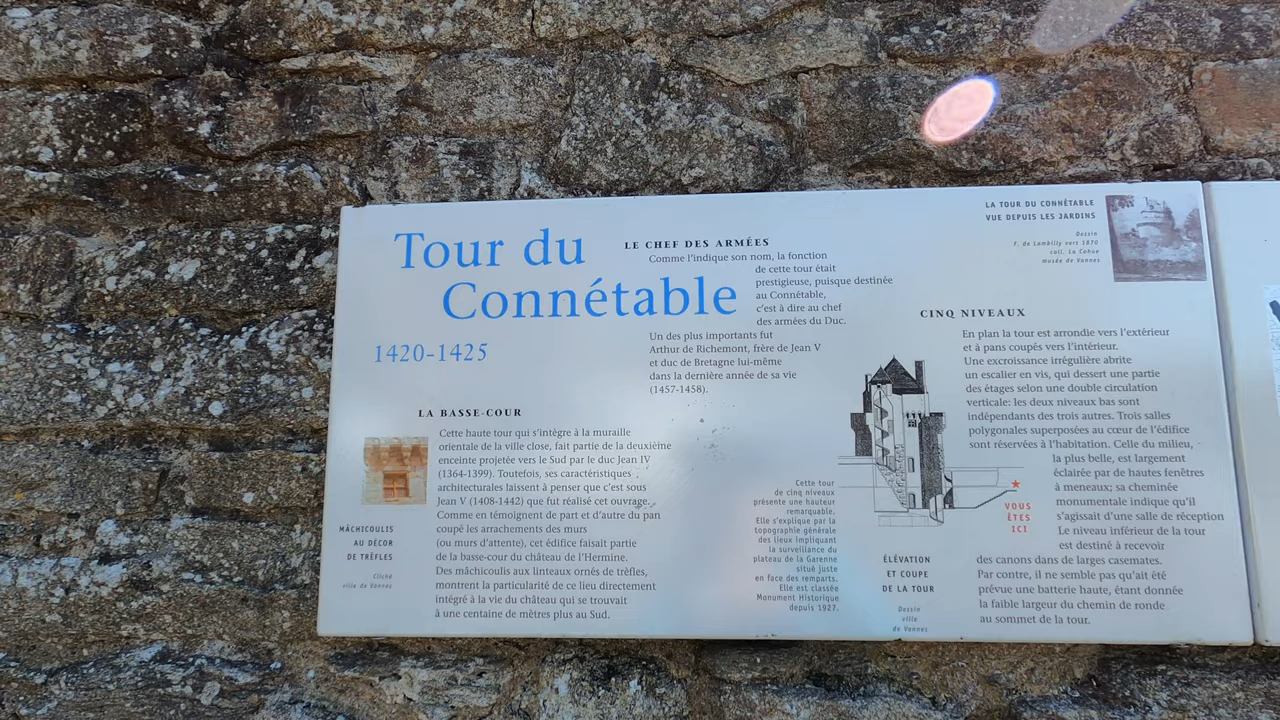 Tour du
Connétable
1420-1425
LA BASSE-COUR
Cette haute tour qui s'intègre à la muraille
orientale de la ville close, fait partie de la deuxième
enceinte projetée vers le Sud par le duc Jean IV
(1364-1399). Toutefois, ses caractéristiques
architecturales laissent à penser que c'est sous
Jean V (1408-1442) que fut réalisé cet ouvrage.
Comme en témoignent de part et d'autre du pan
coupé les arrachements des murs
(ou murs d'attente), cet édifice faisait partie
de la basse-cour du château de l'Hermine.
Des mâchicoulis aux linteaux ornés de trèfles,
montrent la particularité de ce lieu directement
intégré à la vie du château qui se trouvait
à une centaine de mètres plus au Sud.
MÂCHICOULIS
AU DÉCOR
DE TRÈFLES
Cliché
ville de Vannes
LE CHEF DES ARMÉES
Comme l'indique son nom, la fonction
de cette tour était
prestigieuse, puisque destinée
au Connétable,
c'est à dire au chef
des armées du Duc.
Un des plus importants fut
Arthur de Richemont, frère de Jean V
et duc de Bretagne lui-même
dans la dernière année de sa vie
(1457-1458).
Cette tour
de cinq niveaux
présente une hauteur
remarquable.
Elle s'explique par la
topographie générale
des lieux impliquant
la surveillance du
plateau de la Garenne
situé juste
en face des remparts.
Elle est classée
Monument Historique
depuis 1927.
ÉLÉVATION
ET COUPE
DE LA TOUR
Dessin
ville
de Vannes
VOUS
ÊTES
ICI
LA TOUR DU CONNÉTABLE
VUE DEPUIS LES JARDINS
Dessin
F. de Lambilly vers 1870
coll. La Cohue
musée de Vannes
CINQ NIVEAUX
En plan la tour est arrondie vers l'extérieur
et à pans coupés vers l'intérieur.
Une excroissance irrégulière abrite
un escalier en vis, qui dessert une partie
des étages selon une double circulation
verticale: les deux niveaux bas sont
indépendants des trois autres. Trois salles
polygonales superposées au cœur de l'édifice
sont réservées à l'habitation. Celle du milieu,
la plus belle, est largement
éclairée par de hautes fenêtres
à meneaux; sa cheminée
monumentale indique qu'il
s'agissait d'une salle de réception
Le niveau inférieur de la tour
est destiné à recevoir
des canons dans de larges casemates.
Par contre, il ne semble pas qu'ait été
prévue une batterie haute, étant donnée
la faible largeur du chemin de ronde
au sommet de la tour.